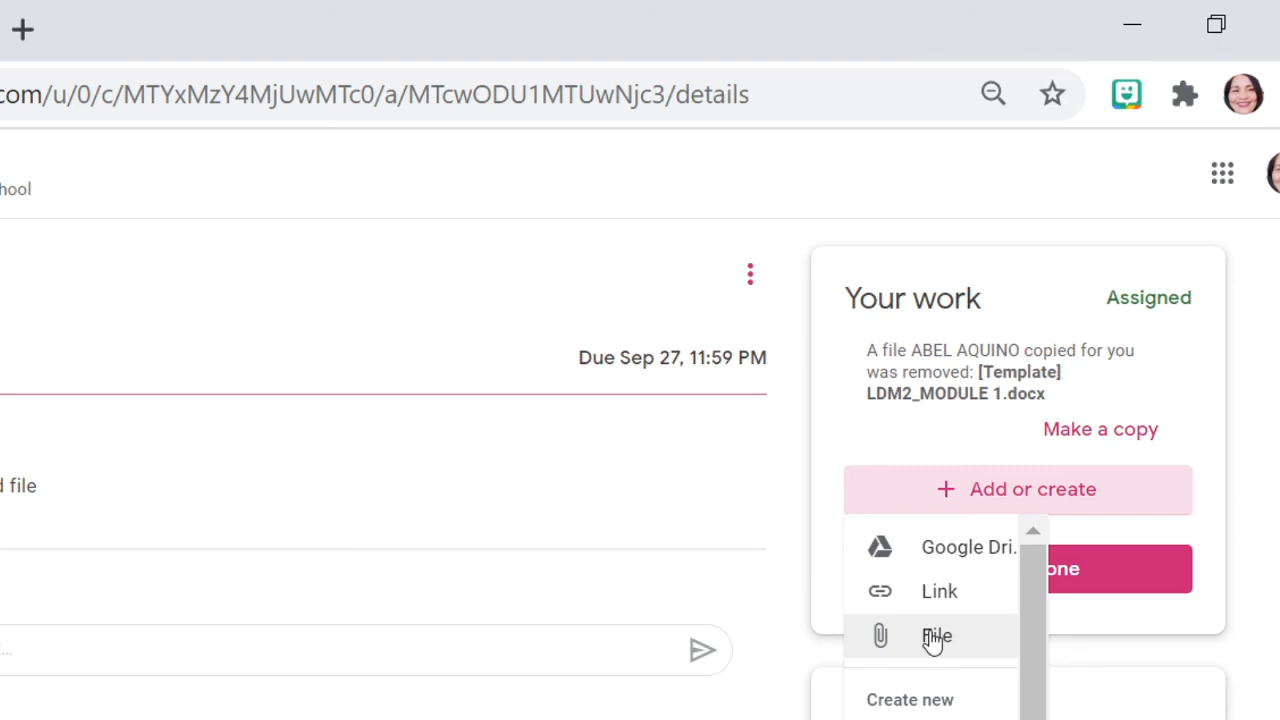 com/u/0/c/MTYxMzY4MjUwMTc0/a/MTcwODU1MTUwNjc3/details
hool
Your work
Assigned
Due Sep 27, 11:59 PM
A file ABEL AQUINO copied for you
was removed: [Template]
LDM2_MODULE 1.docx
Make a copy
d file
+ Add or create
Google Dri...
one
Link
File
Create new